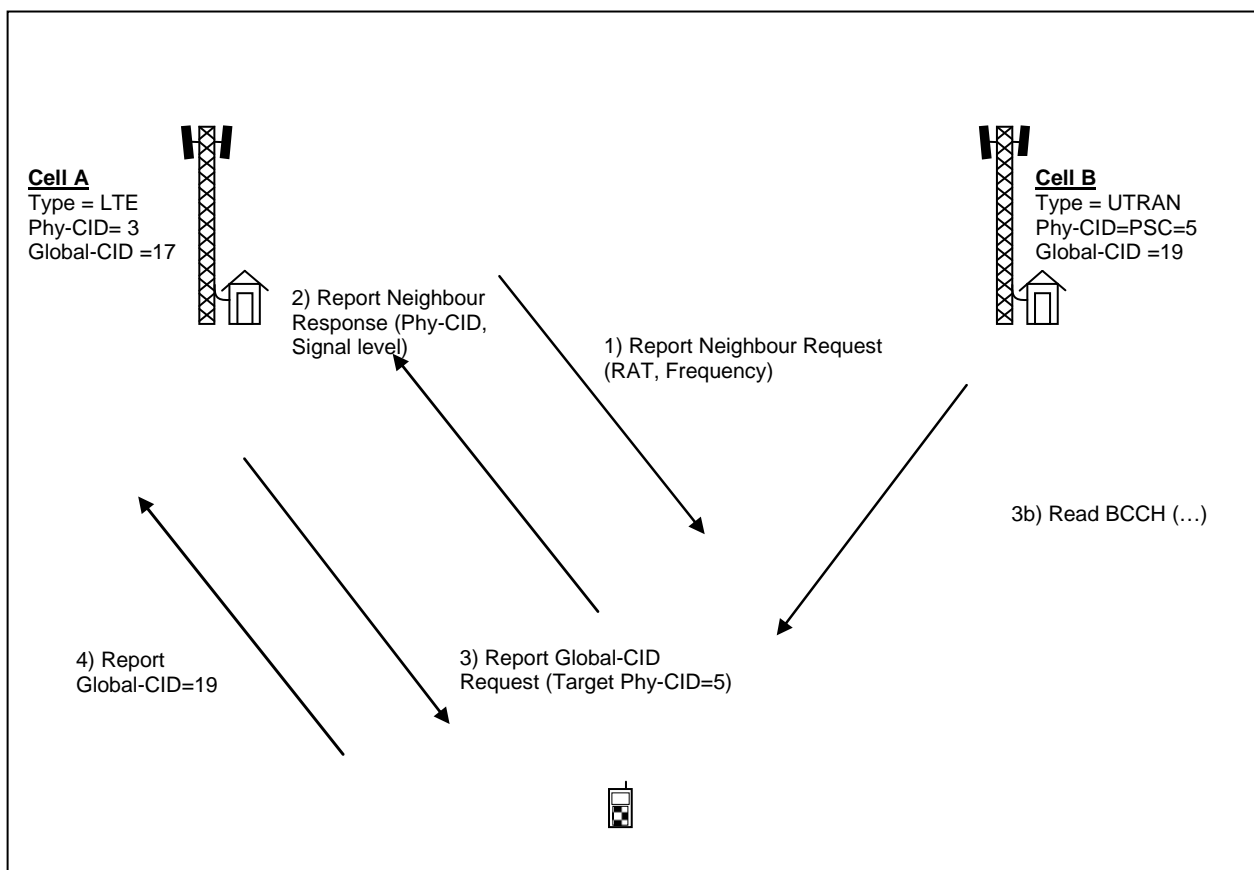 Cell A
Type = LTE
Phy-CID= 3
Global-CID =17
Cell B
Type = UTRAN
Phy-CID=PSC=5
Global-CID =19
2) Report Neighbour
Response (Phy-CID,
Signal level)
1) Report Neighbour Request
(RAT, Frequency)
3b) Read BCCH (…)
4) Report
Global-CID=19
3) Report Global-CID
Request (Target Phy-CID=5)